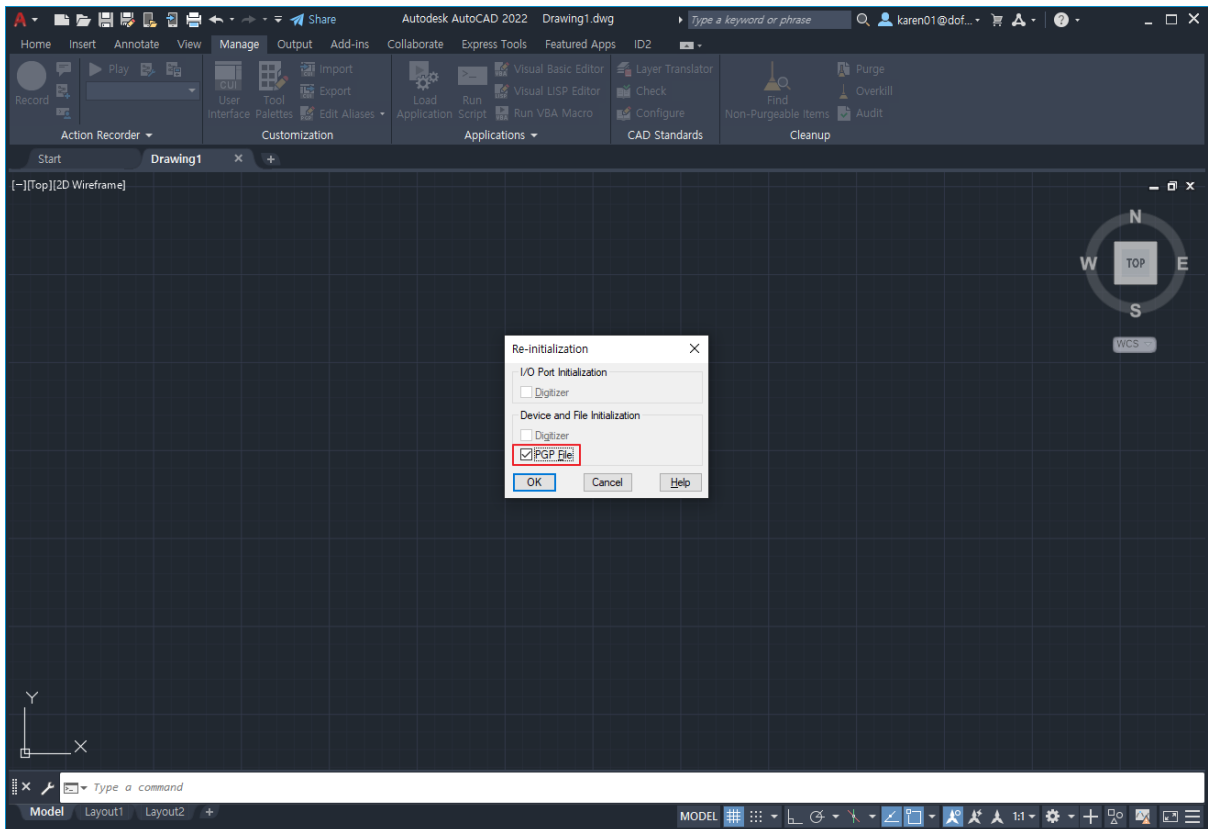 Share Autodesk AutoCAD 2022 Drawing1.dwg Type a keyword or phrase karen01@dof...
Home Insert Annotate View Manage Output Add-ins Collaborate Express Tools Featured Apps ID2
Record
Play
CUI
User
Interface
Tool
Palettes
Import
Export
Edit Aliases
Load
Application
Run
Script
Visual Basic Editor
Visual LISP Editor
Run VBA Macro
Layer Translator
Check
Configure
Find
Non-Purgeable Items
Purge
Overkill
Audit
Action Recorder Customization Applications CAD Standards Cleanup
Start Drawing1
[−][Top][2D Wireframe]
N
W TOP E
S
WCS
Re-initialization
I/O Port Initialization
Digitizer
Device and File Initialization
Digitizer
PGP File
OK Cancel Help
Y
X
Type a command
Model Layout1 Layout2 + MODEL 1:1